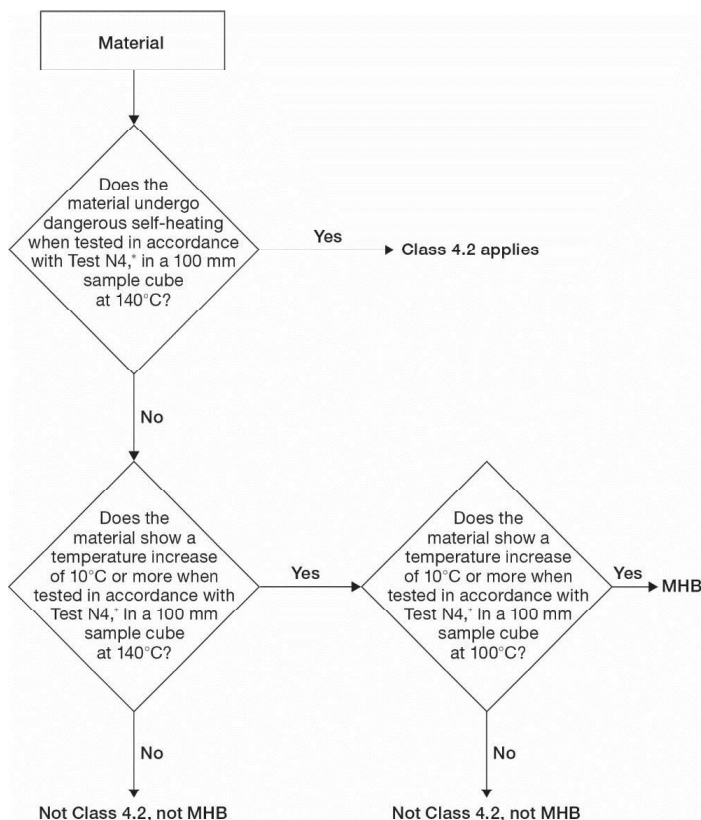 Material
Does the
material undergo
dangerous self-heating
when tested in accordance
with Test N4,* in a 100 mm
sample cube
at 140°C?
Yes
Class 4.2 applies
No
Does the
material show a
temperature increase
of 10°C or more when
tested in accordance with
Test N4,* In a 100 mm
sample cube
at 140°C?
Yes
Does the
material show a
temperature increase
of 10°C or more when
tested in accordance with
Test N4,* In a 100 mm
sample cube
at 100°C?
Yes
MHB
No
No
Not Class 4.2, not MHB
Not Class 4.2, not MHB